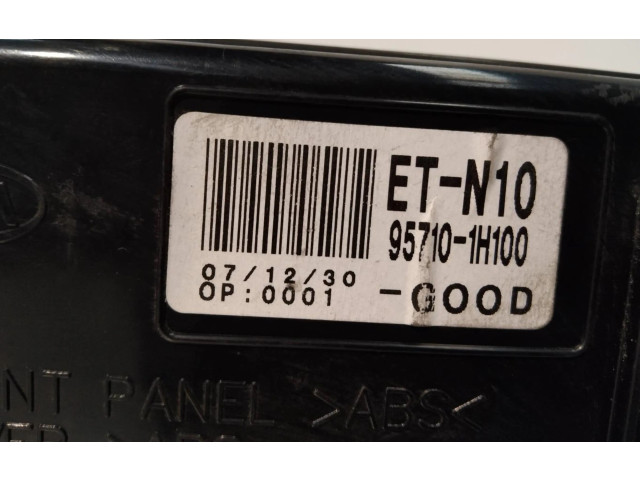 ET-N10
95710-1H100
07/12/30
OP:0001 -GOOD
NT PANEL >ABS<